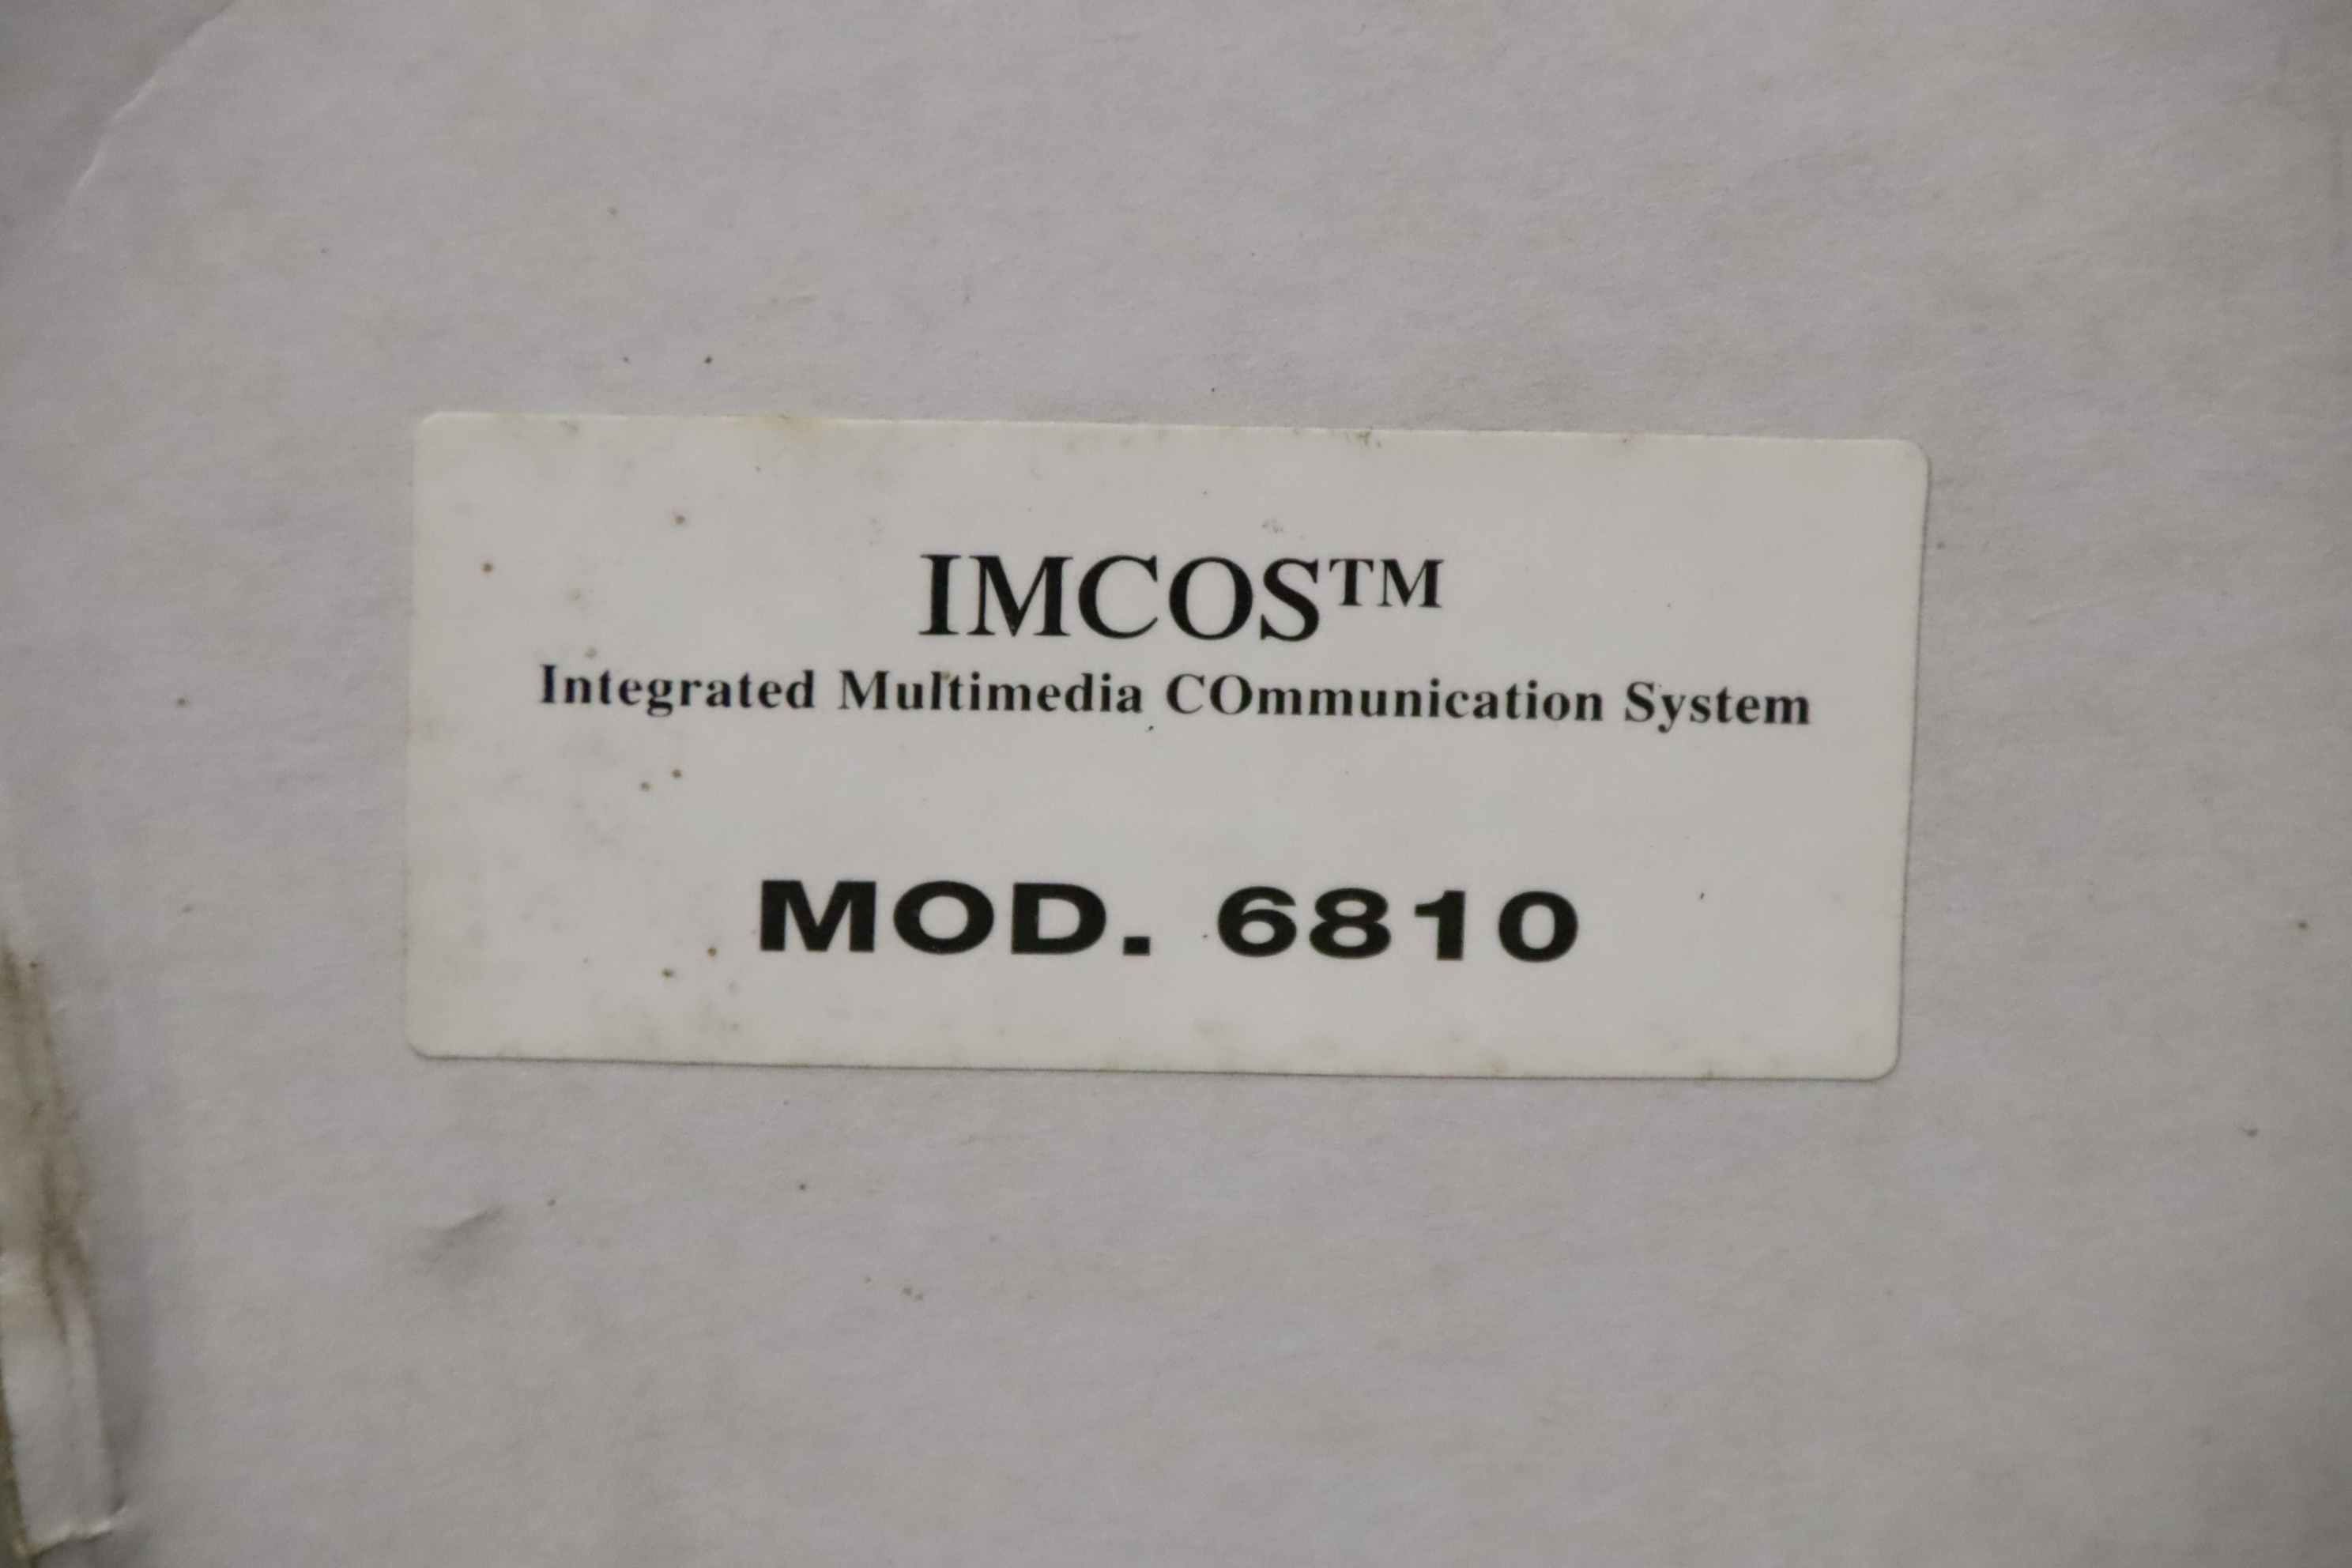 IMCOS™
Integrated Multimedia COmmunication System
MOD. 6810